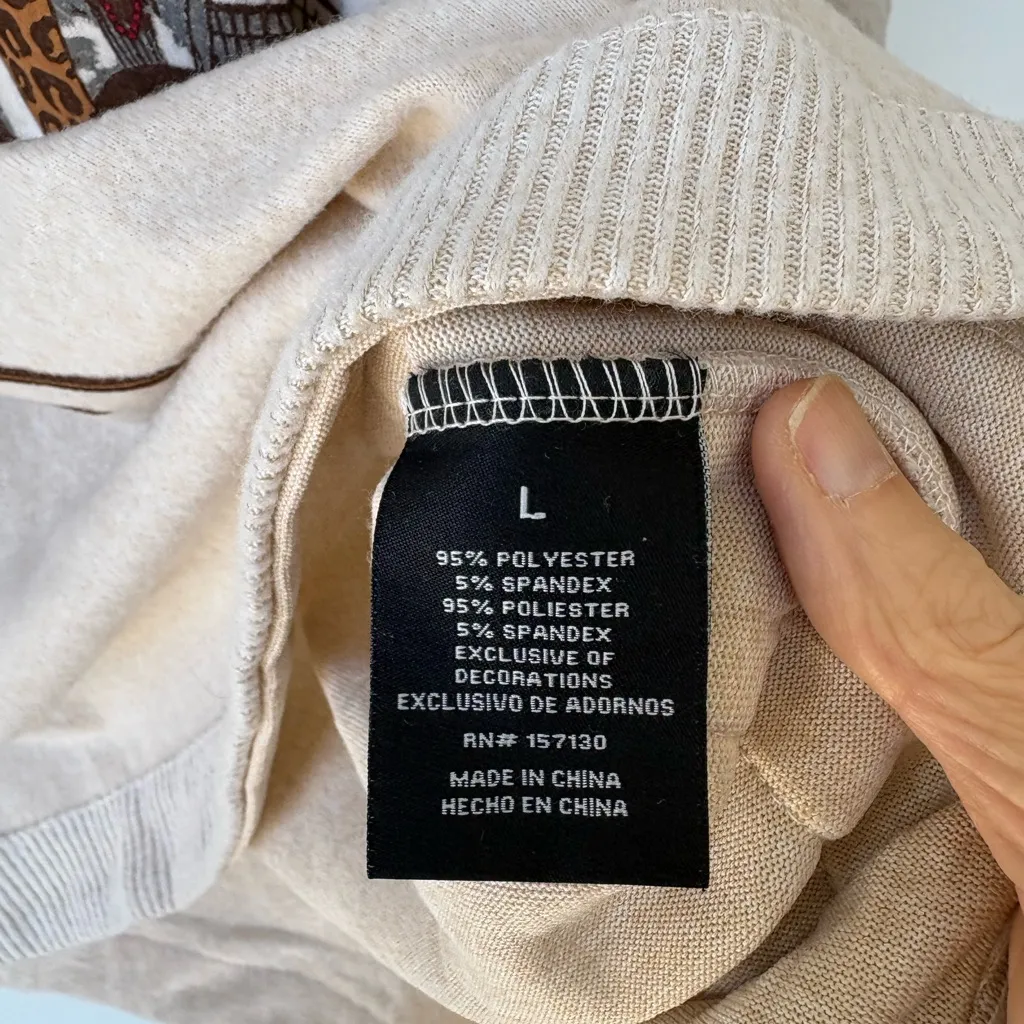 L
95% POLYESTER
5% SPANDEX
95% POLIESTER
5% SPANDEX
EXCLUSIVE OF
DECORATIONS
EXCLUSIVO DE ADORNOS
RN# 157130
MADE IN CHINA
HECHO EN CHINA